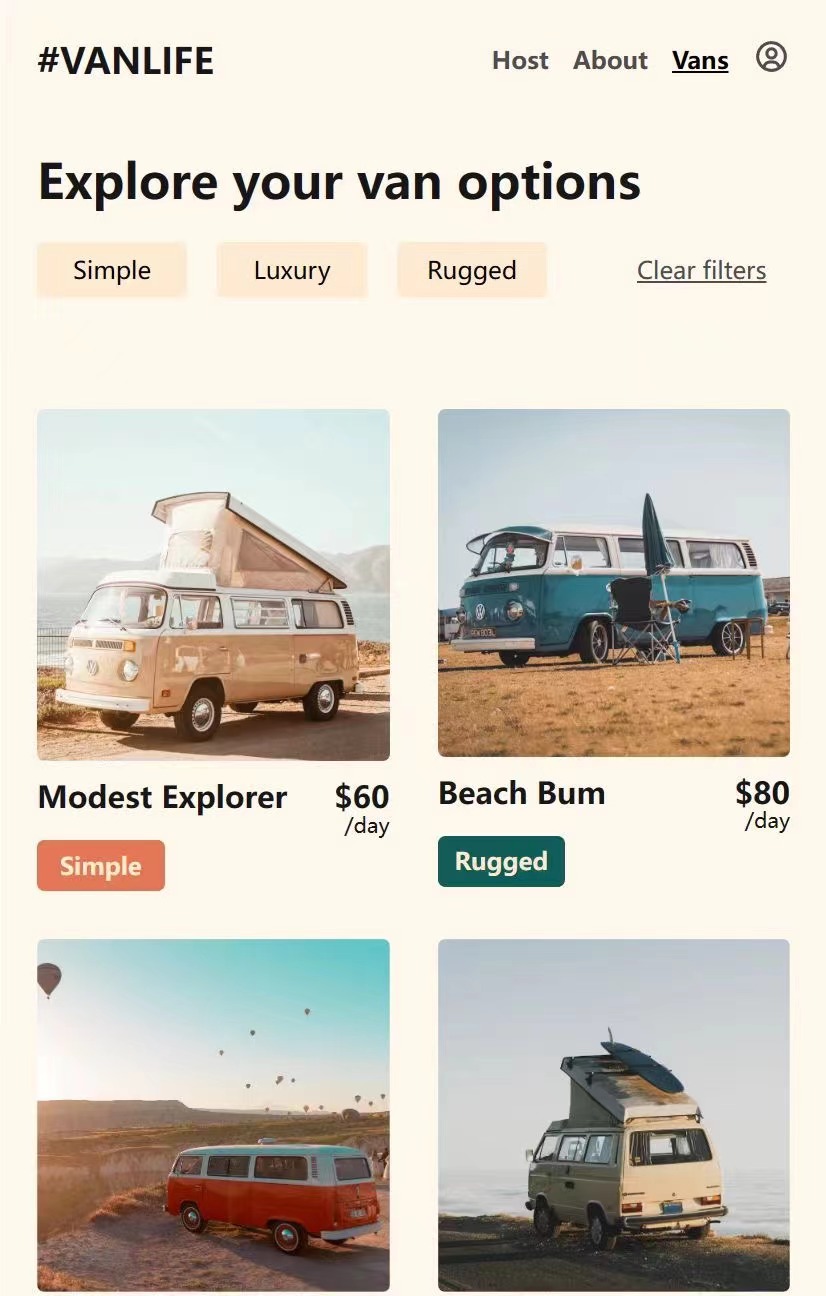 #VANLIFE
Host About Vans
Explore your van options
Simple Luxury Rugged Clear filters
Modest Explorer $60
/day
Simple
Beach Bum $80
/day
Rugged